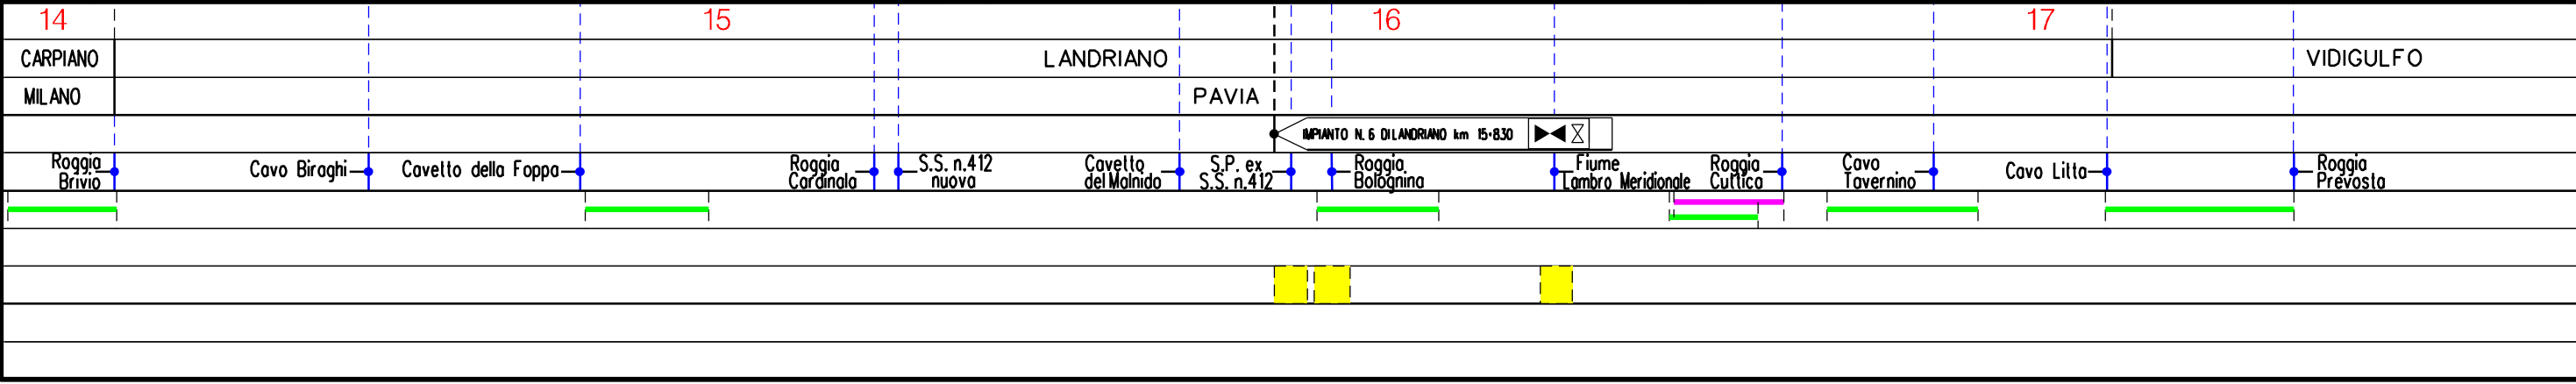 14 15 16 17
CARPIANO LANDRIANO VIDIGULFO
MILANO PAVIA
IMPIANTO N. 6 DI LANDRIANO km 15+830
Roggia
Brivio
Cavo Biraghi
Cavetto della Foppa
Roggia
Cardinala
S.S. n.412
nuova
Cavetto
del Malnido
S.P. ex
S.S. n.412
Roggia
Bolognina
Fiume
Lambro Meridionale
Roggia
Cuttica
Cavo
Tavernino
Cavo Litta
Roggia
Prevosta